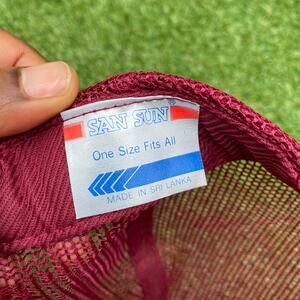 SAN SUN®
One Size Fits All
MADE IN SRI LANKA